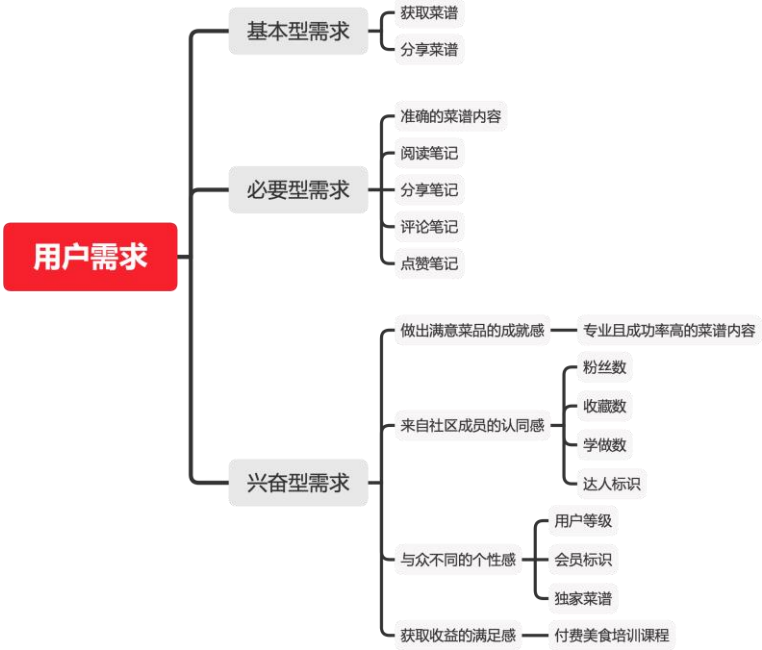 用户需求
基本型需求
获取菜谱
分享菜谱
必要型需求
准确的菜谱内容
阅读笔记
分享笔记
评论笔记
点赞笔记
兴奋型需求
做出满意菜品的成就感
专业且成功率高的菜谱内容
来自社区成员的认同感
粉丝数
收藏数
学做数
达人标识
与众不同的个性感
用户等级
会员标识
独家菜谱
获取收益的满足感
付费美食培训课程